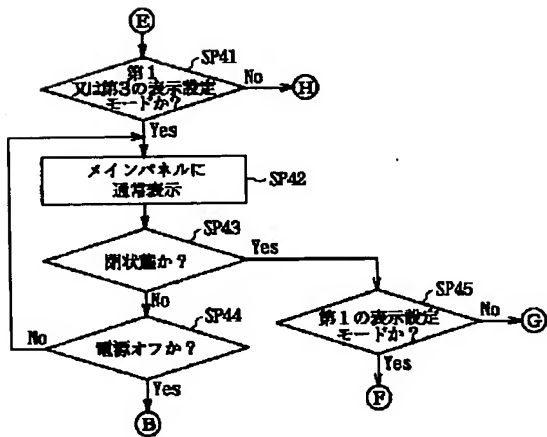 E
SP41
第1
又は第3の表示設定
モードか?
No
H
Yes
メインパネルに
通常表示
SP42
SP43
閉状態か?
Yes
No
SP44
SP45
No
電源オフか?
第1の表示設定
モードか?
No
G
Yes
Yes
B
F